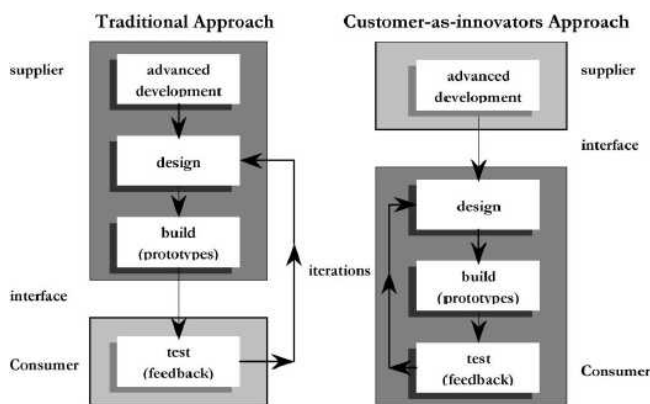 Traditional Approach
supplier
advanced
development
design
build
(prototypes)
interface
Consumer
test
(feedback)
iterations
Customer-as-innovators Approach
advanced
development
supplier
interface
design
build
(prototypes)
test
(feedback)
Consumer